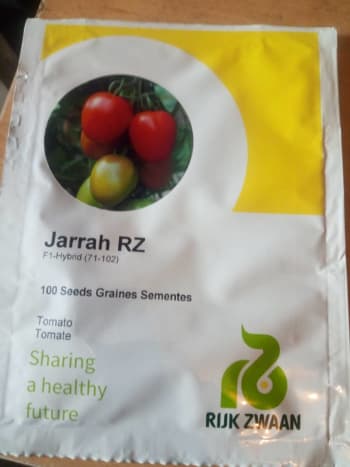 Jarrah RZ
F1-Hybrid (71-102)
100 Seeds Graines Sementes
Tomato
Tomate
Sharing
a healthy
future
RIJK ZWAAN